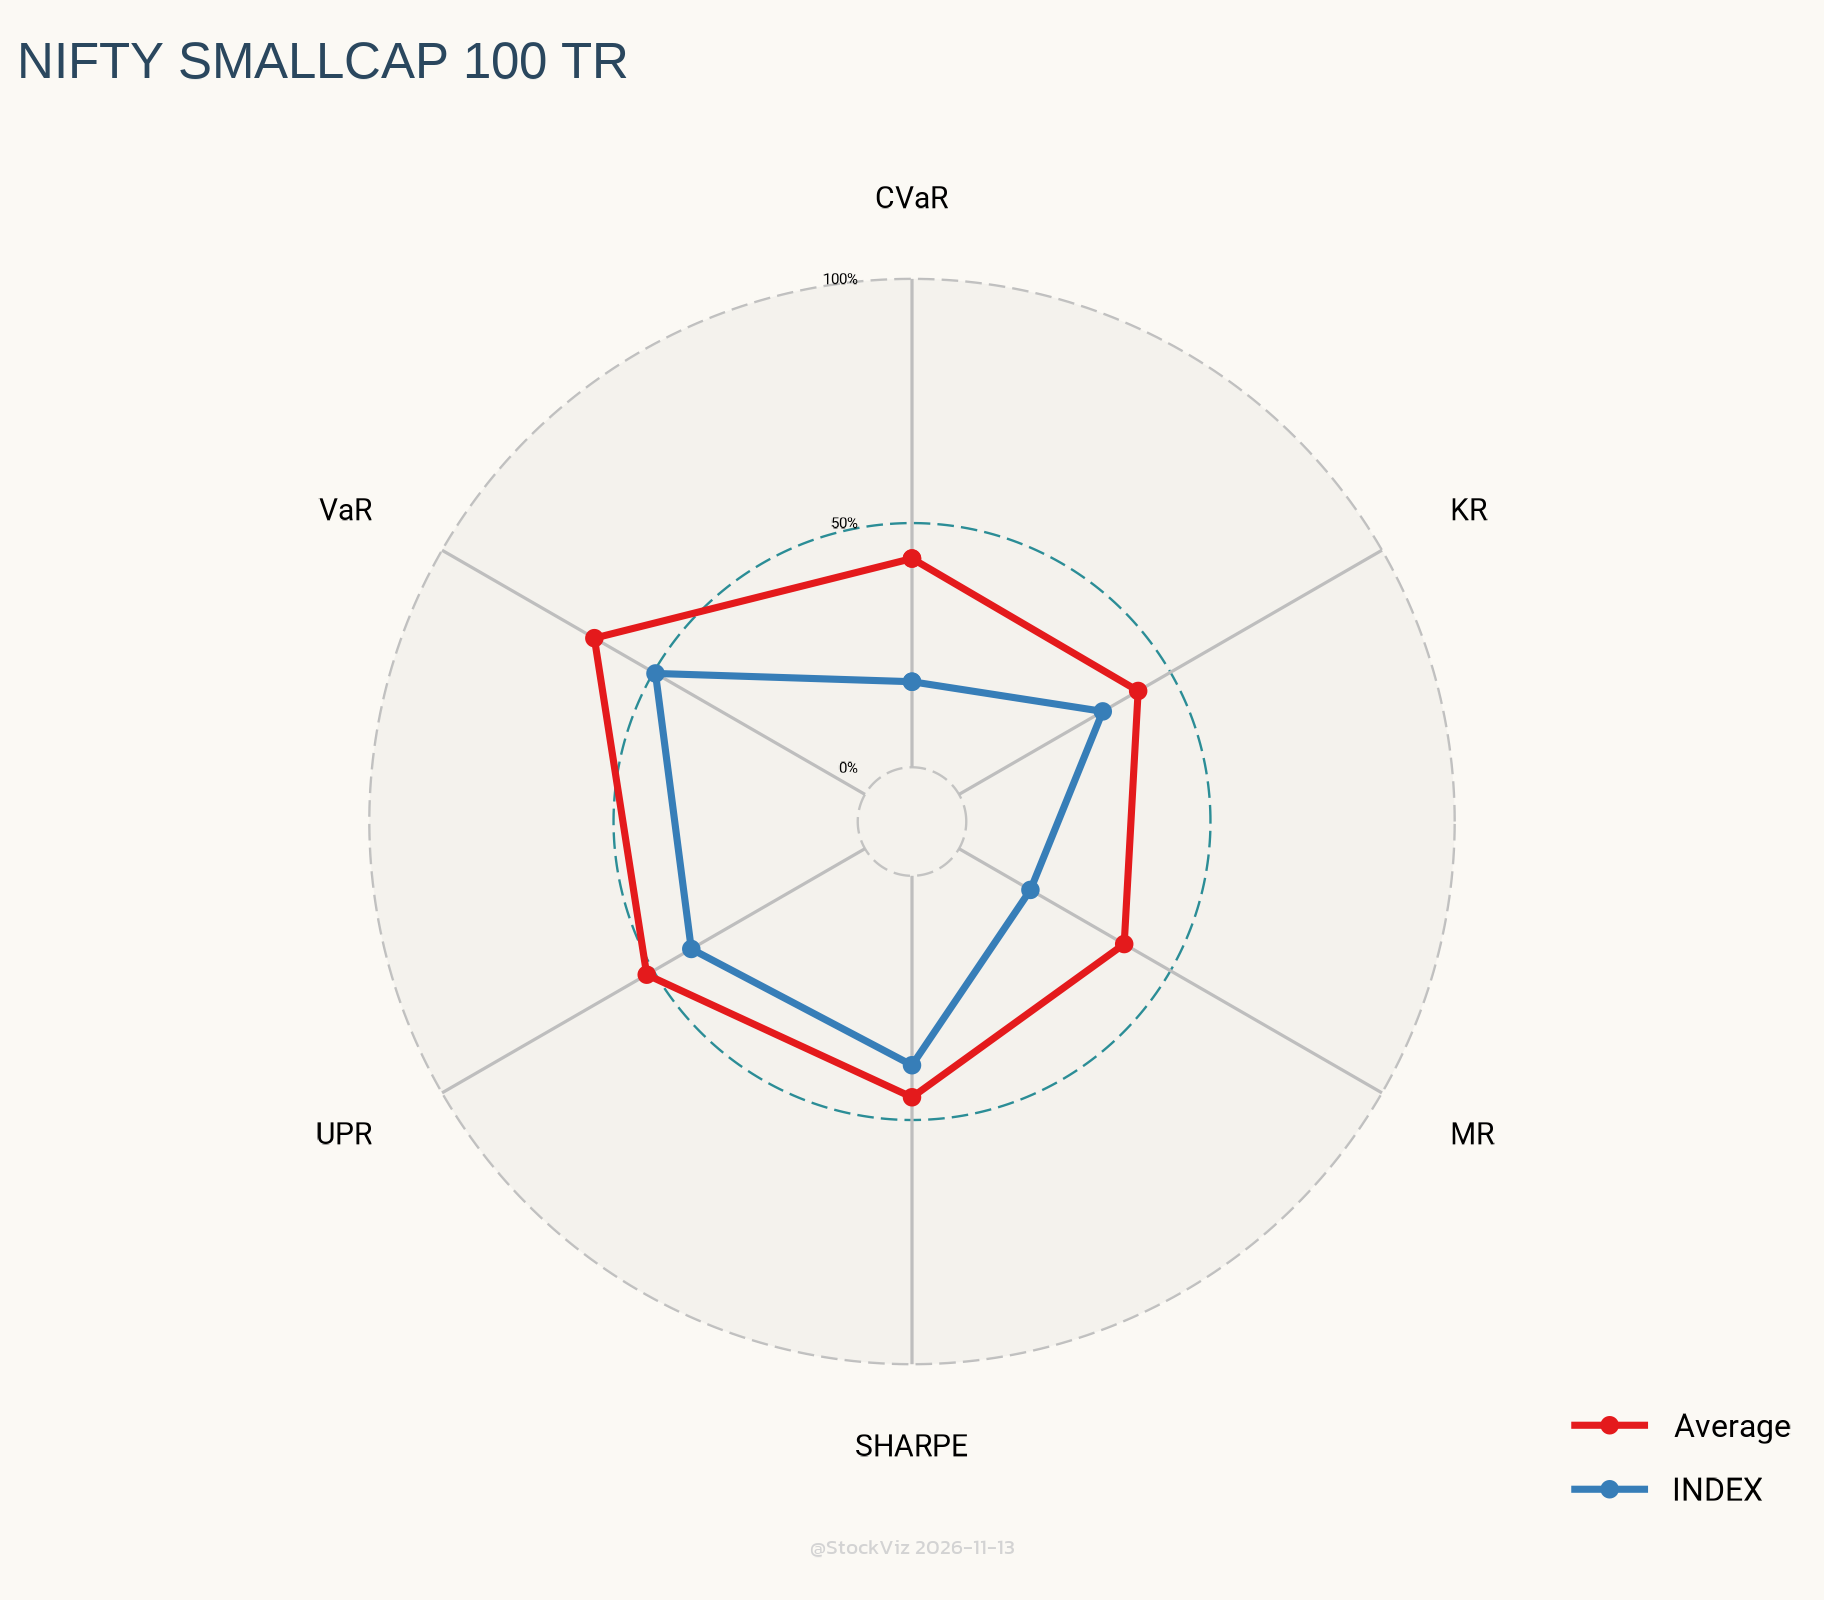 NIFTY SMALLCAP 100 TR
CVaR
100%
VaR
KR
50%
0%
UPR
MR
SHARPE
Average
INDEX
@StockViz 2026-11-13